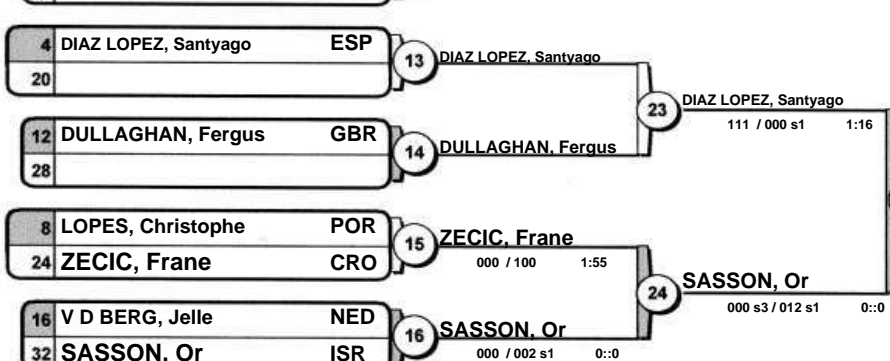 4 DIAZ LOPEZ, Santyago ESP
20
13 DIAZ LOPEZ, Santyago
12 DULLAGHAN, Fergus GBR
28
14 DULLAGHAN, Fergus
23 DIAZ LOPEZ, Santyago
111 / 000 s1 1:16
8 LOPES, Christophe POR
24 ZECIC, Frane CRO
15 ZECIC, Frane
000 / 100 1:55
16 V D BERG, Jelle NED
32 SASSON, Or ISR
16 SASSON, Or
000 / 002 s1 0::0
24 SASSON, Or
000 s3 / 012 s1 0::0